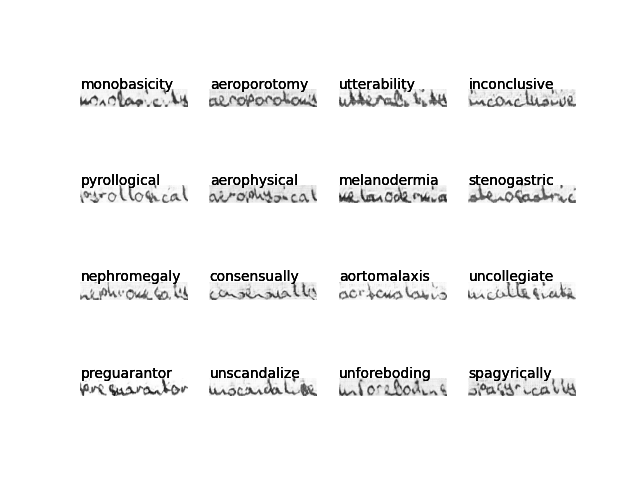 monobasicity aeroporotomy utterability inconclusive
monobasicity aeroporotomy utterability inconclusive
pyrollogical aerophysical melanodermia stenogastric
pyrollogical aerophysical melanodermia stenogastric
nephromegaly consensually aortomalaxis uncollegiate
nephromegaly consensually aortomalaxis uncollegiate
preguarantor unscandalize unforeboding spagyrically
preguarantor unscandalize unforeboding spagyrically